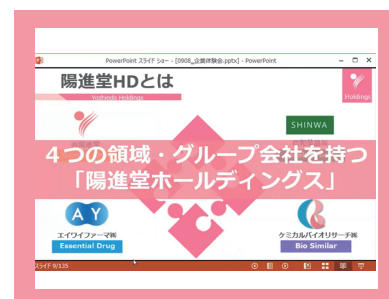 PowerPoint スライド ショー - [0908_企業体験会.pptx] - PowerPoint
陽進堂HDとは
Yoshindo Holdings
Holdings
SHINWA
4つの領域・グループ会社を持つ
「陽進堂ホールディングス」
AY
エイワイファーマ㈱
Essential Drug
ケミカルバイオリサーチ㈱
Bio Similar
スライド 9/135